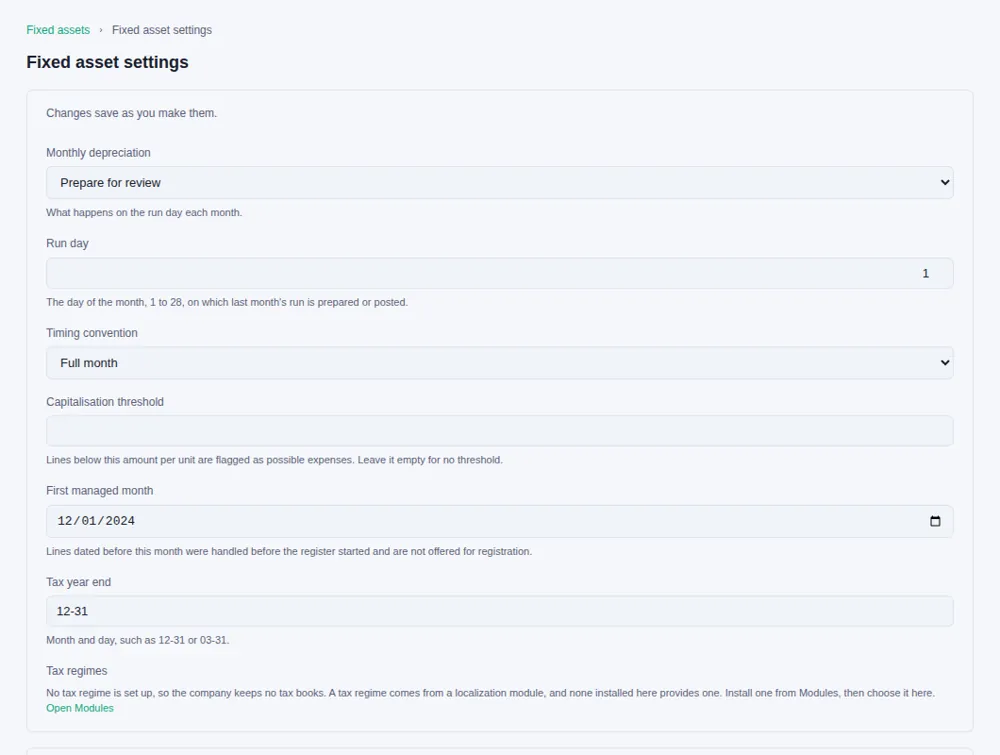 Fixed assets › Fixed asset settings
Fixed asset settings
Changes save as you make them.
Monthly depreciation
Prepare for review
What happens on the run day each month.
Run day
1
The day of the month, 1 to 28, on which last month's run is prepared or posted.
Timing convention
Full month
Capitalisation threshold
Lines below this amount per unit are flagged as possible expenses. Leave it empty for no threshold.
First managed month
12/01/2024
Lines dated before this month were handled before the register started and are not offered for registration.
Tax year end
12-31
Month and day, such as 12-31 or 03-31.
Tax regimes
No tax regime is set up, so the company keeps no tax books. A tax regime comes from a localization module, and none installed here provides one. Install one from Modules, then choose it here.
Open Modules